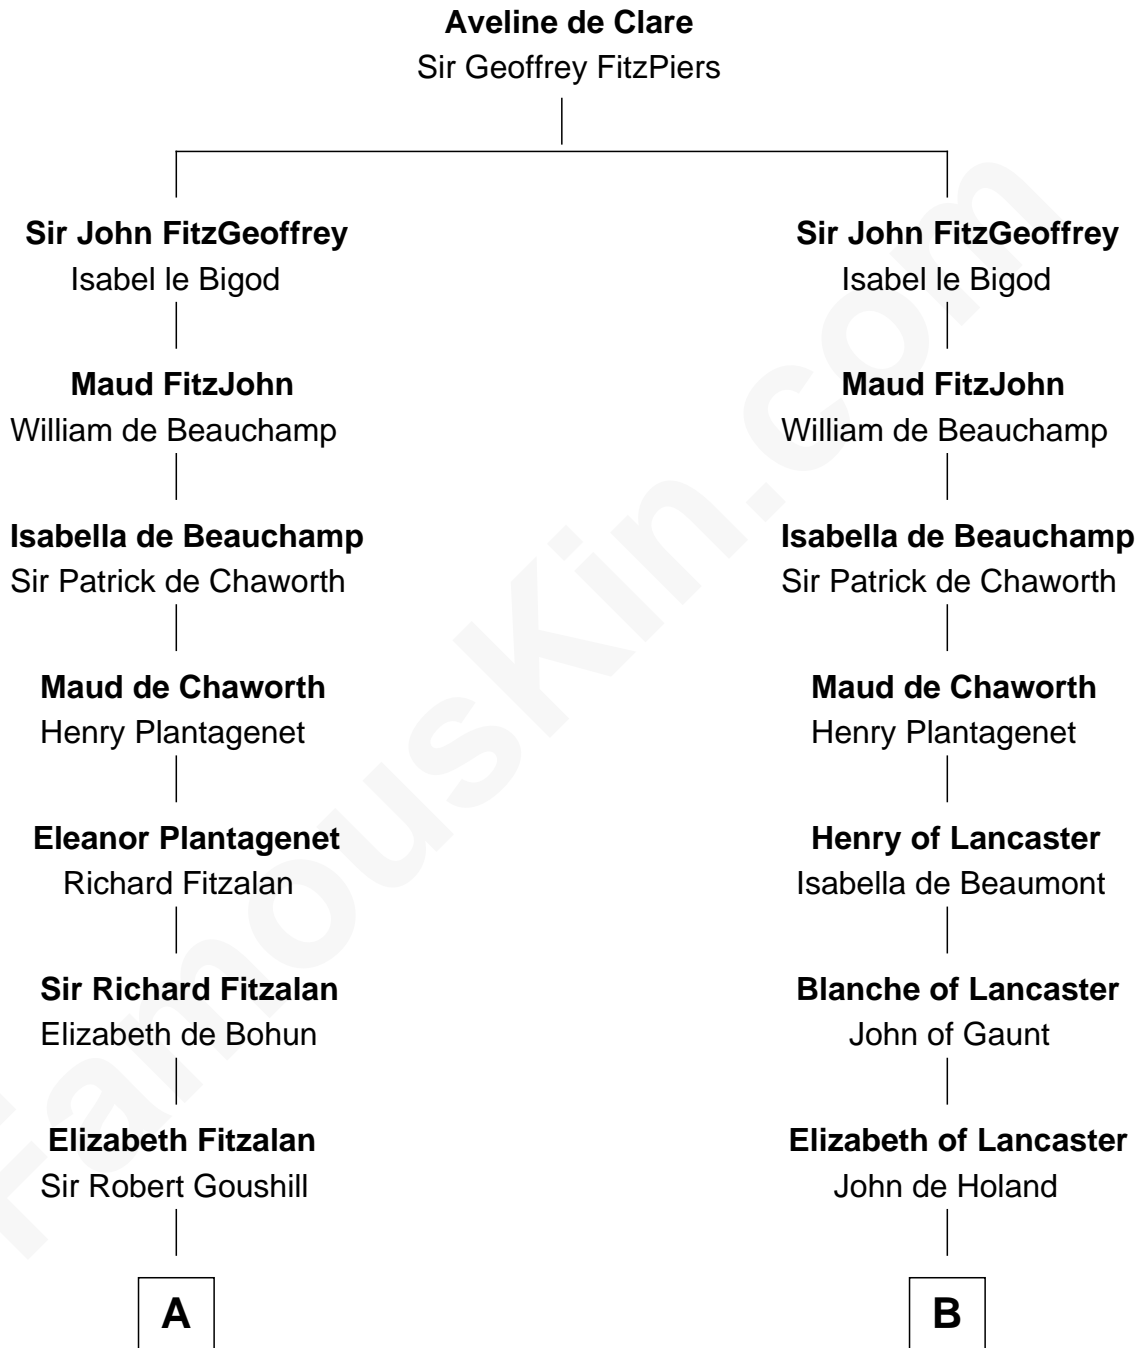 Aveline de Clare
Sir Geoffrey FitzPiers
Sir John FitzGeoffrey
Isabel le Bigod
Sir John FitzGeoffrey
Isabel le Bigod
Maud FitzJohn
William de Beauchamp
Maud FitzJohn
William de Beauchamp
Isabella de Beauchamp
Sir Patrick de Chaworth
Isabella de Beauchamp
Sir Patrick de Chaworth
Maud de Chaworth
Henry Plantagenet
Maud de Chaworth
Henry Plantagenet
Eleanor Plantagenet
Richard Fitzalan
Henry of Lancaster
Isabella de Beaumont
Sir Richard Fitzalan
Elizabeth de Bohun
Blanche of Lancaster
John of Gaunt
Elizabeth Fitzalan
Sir Robert Goushill
Elizabeth of Lancaster
John de Holand
A
B
FamousKin.com